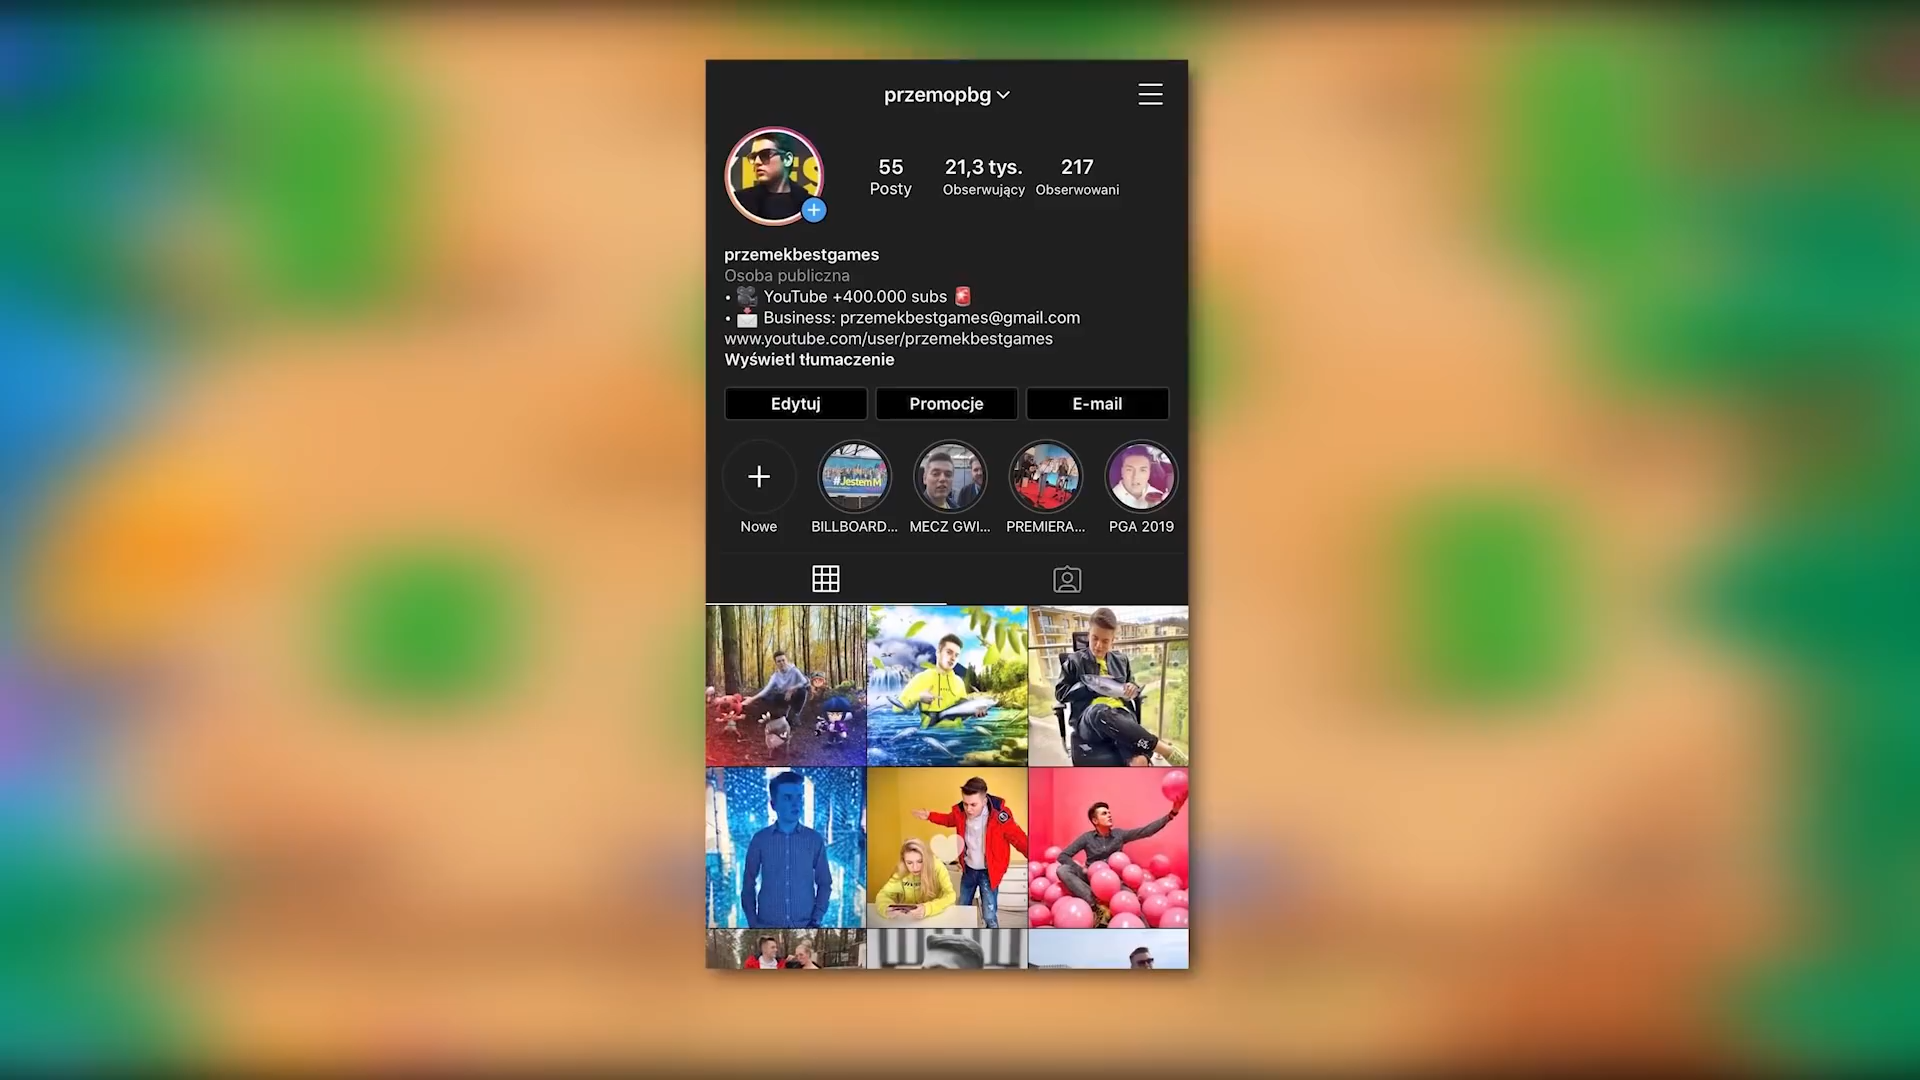 przemopbg
55
21,3 tys.
217
Posty
Obserwujący
Obserwowani
przemekbestgames
Osoba publiczna
• YouTube +400.000 subs
• Business: przemekbestgames@gmail.com
www.youtube.com/user/przemekbestgames
Wyświetl tłumaczenie
Edytuj
Promocje
E-mail
#JestemM
Nowe
BILLBOARD...
MECZ GWI...
PREMIERA...
PGA 2019